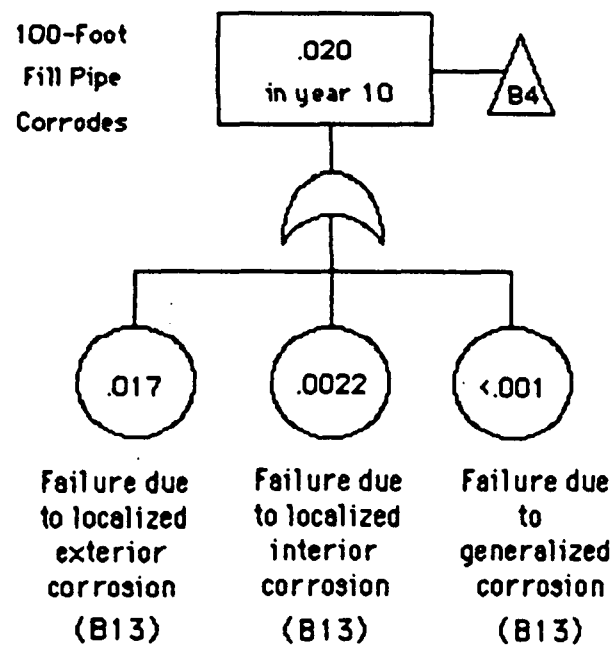 100-Foot
Fill Pipe
Corrodes
.020
in year 10
B4
.017
.0022
<.001
Failure due
to localized
exterior
corrosion
(B13)
Failure due
to localized
interior
corrosion
(B13)
Failure due
to
generalized
corrosion
(B13)